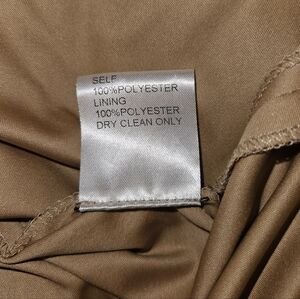 SELF
100%POLYESTER
LINING
100%POLYESTER
DRY CLEAN ONLY